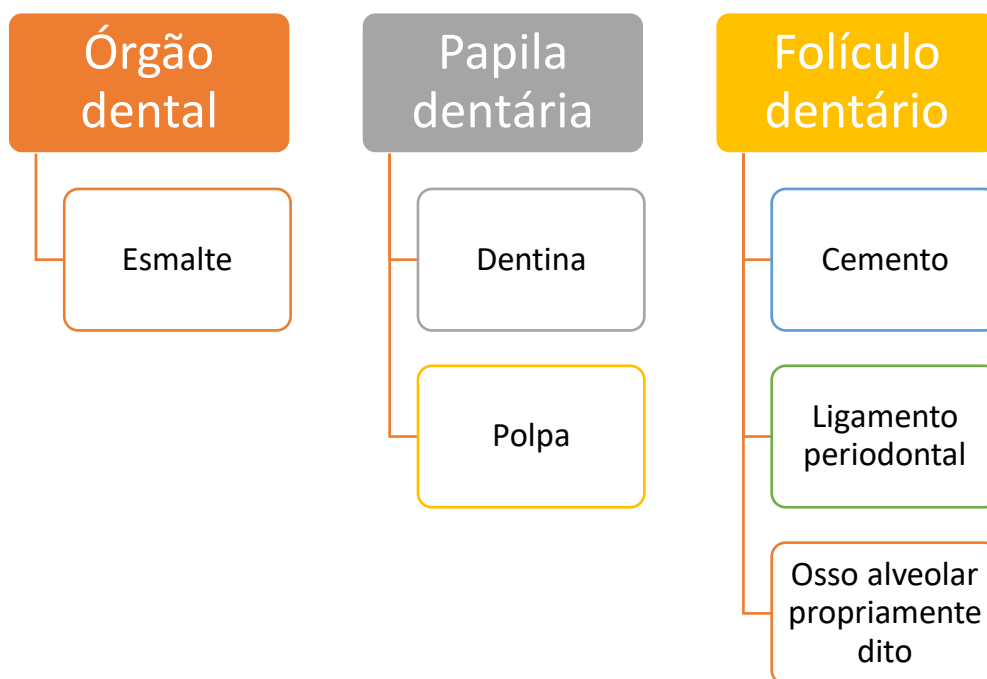 Órgão
dental
Esmalte
Papila
dentária
Dentina
Polpa
Folículo
dentário
Cemento
Ligamento
periodontal
Osso alveolar
propriamente
dito